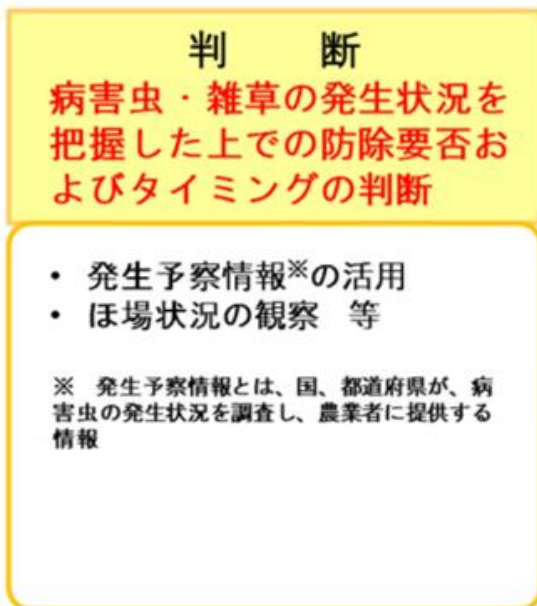 判　断
病害虫・雑草の発生状況を
把握した上での防除要否お
よびタイミングの判断
• 発生予察情報※の活用
• ほ場状況の観察　等
※　発生予察情報とは、国、都道府県が、病
害虫の発生状況を調査し、農業者に提供する
情報